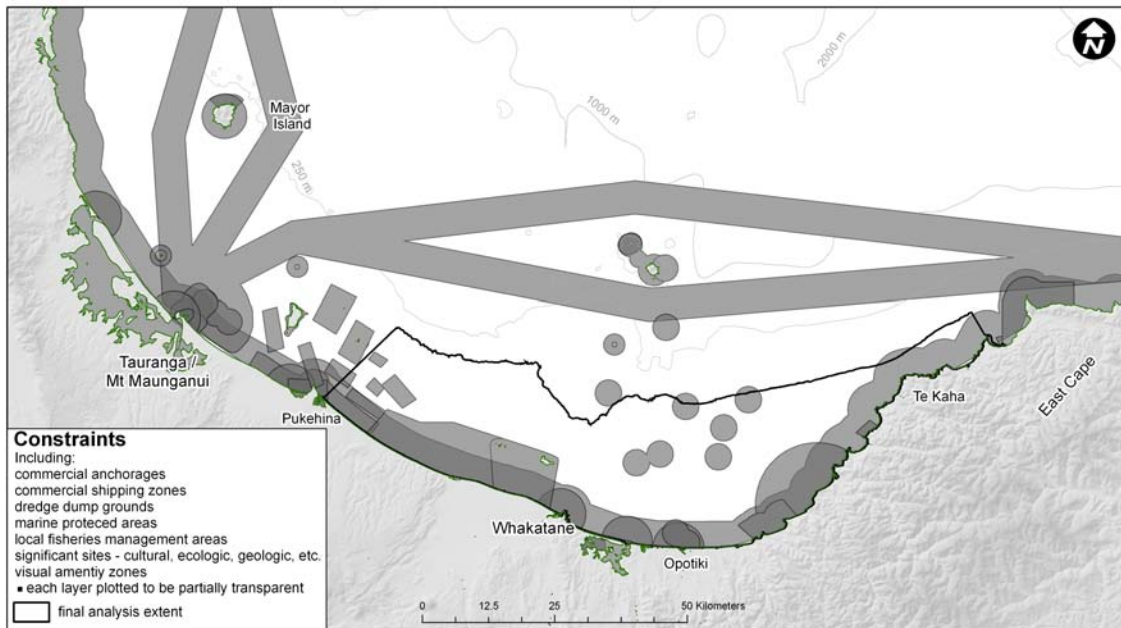 N
2000 m
1000 m
Mayor
Island
250 m
Tauranga /
Mt Maunganui
Pukehina
Te Kaha
East Cape
Whakatane
Opotiki
Constraints
Including:
commercial anchorages
commercial shipping zones
dredge dump grounds
marine proteced areas
local fisheries management areas
significant sites - cultural, ecologic, geologic, etc.
visual amentiy zones
▪ each layer plotted to be partially transparent
final analysis extent
0 12.5 25 50 Kilometers